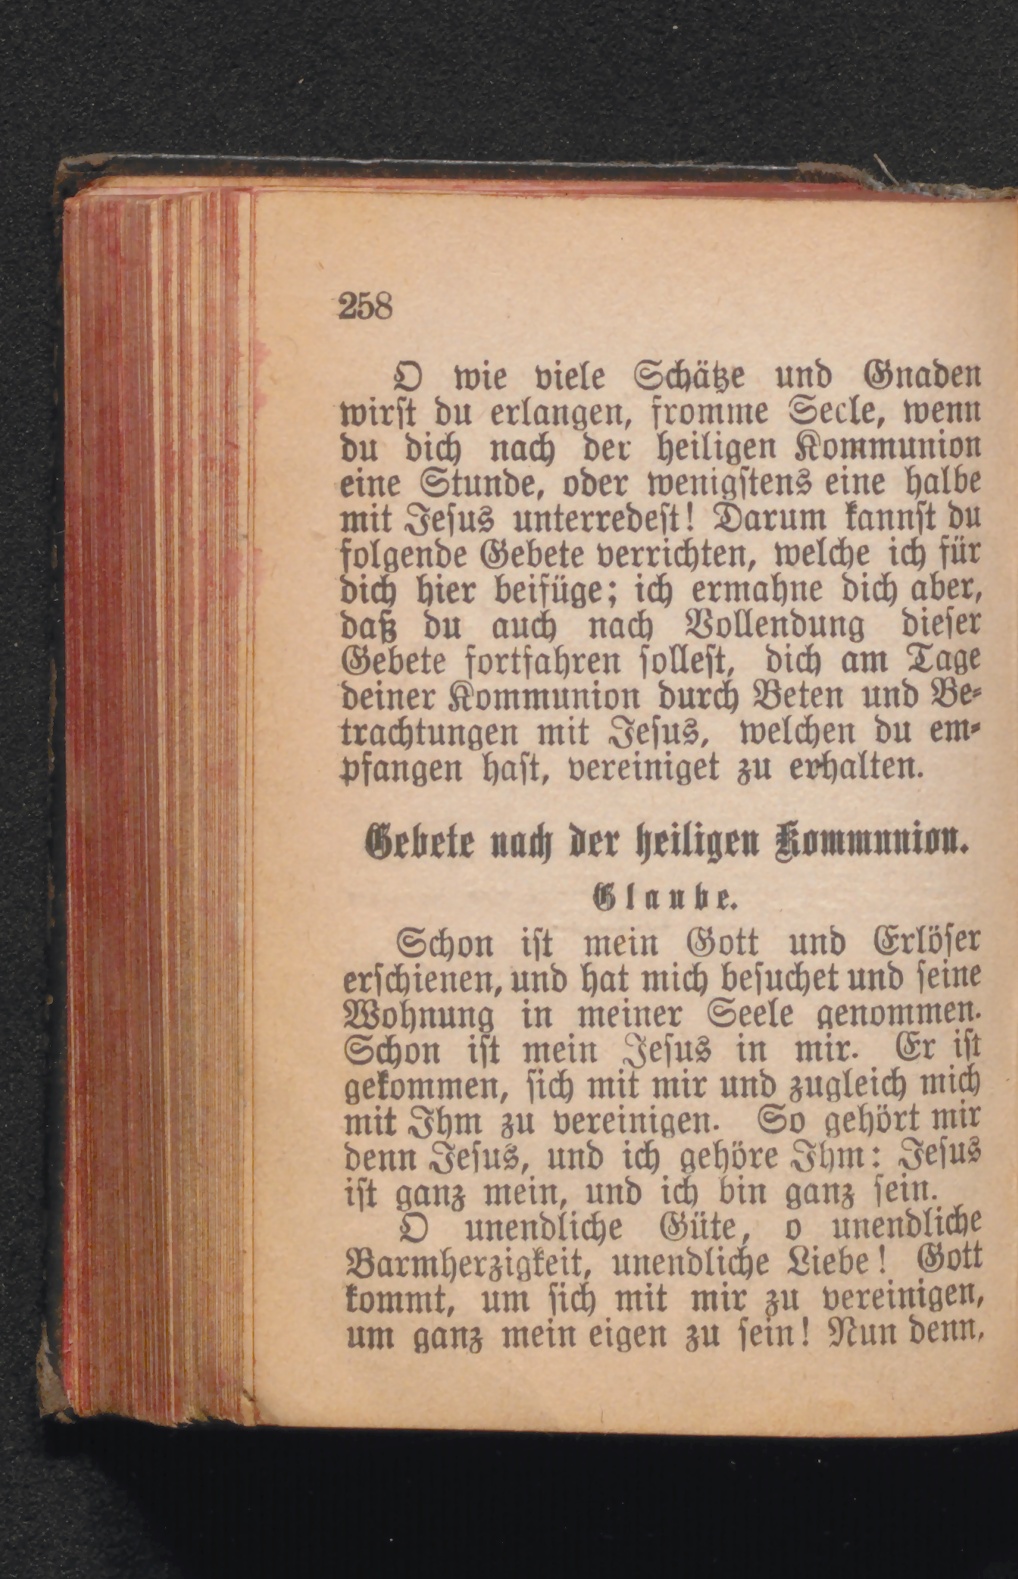 258
O wie viele Schätze und Gnaden
wirst du erlangen, fromme Seele, wenn
du dich nach der heiligen Kommunion
eine Stunde, oder wenigstens eine halbe
mit Jesus unterredest! Darum kannst du
folgende Gebete verrichten, welche ich für
dich hier beifüge; ich ermahne dich aber,
daß du auch nach Vollendung dieser
Gebete fortfahren sollest, dich am Tage
deiner Kommunion durch Beten und Be-
trachtungen mit Jesus, welchen du em-
pfangen hast, vereiniget zu erhalten.
Gebete nach der heiligen Kommunion.
Glaube.
Schon ist mein Gott und Erlöser
erschienen, und hat mich besuchet und seine
Wohnung in meiner Seele genommen.
Schon ist mein Jesus in mir. Er ist
gekommen, sich mit mir und zugleich mich
mit Ihm zu vereinigen. So gehört mir
denn Jesus, und ich gehöre Ihm: Jesus
ist ganz mein, und ich bin ganz sein.
O unendliche Güte, o unendliche
Barmherzigkeit, unendliche Liebe! Gott
kommt, um sich mit mir zu vereinigen,
um ganz mein eigen zu sein! Nun denn,